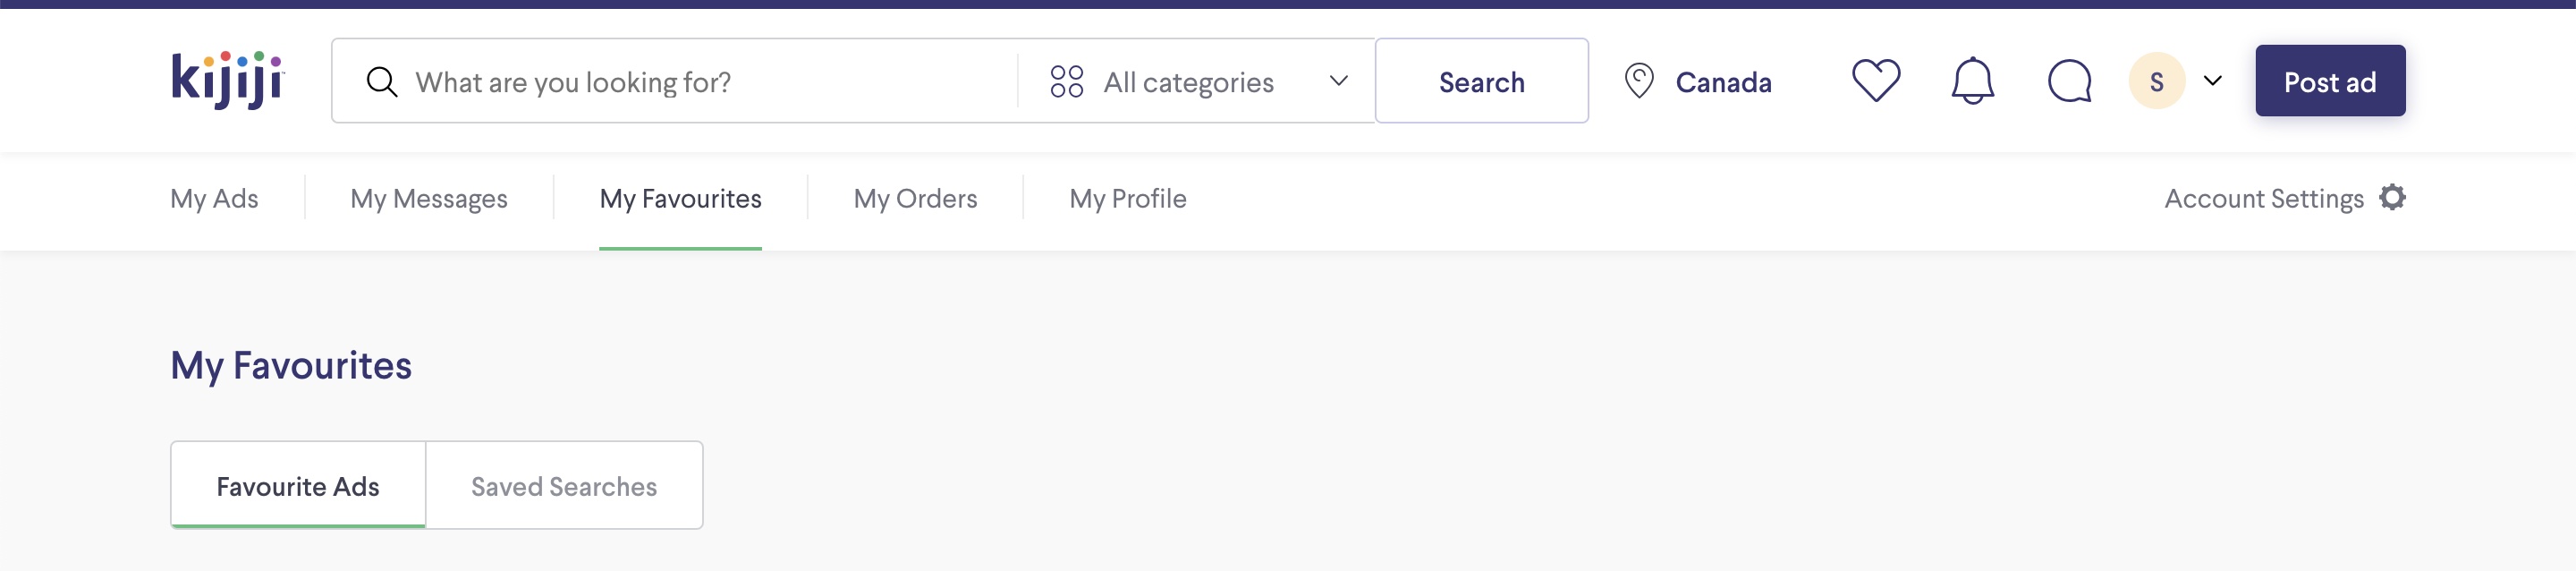 kijiji
What are you looking for?
All categories
Search
Canada
S
Post ad
My Ads
My Messages
My Favourites
My Orders
My Profile
Account Settings
My Favourites
Favourite Ads
Saved Searches